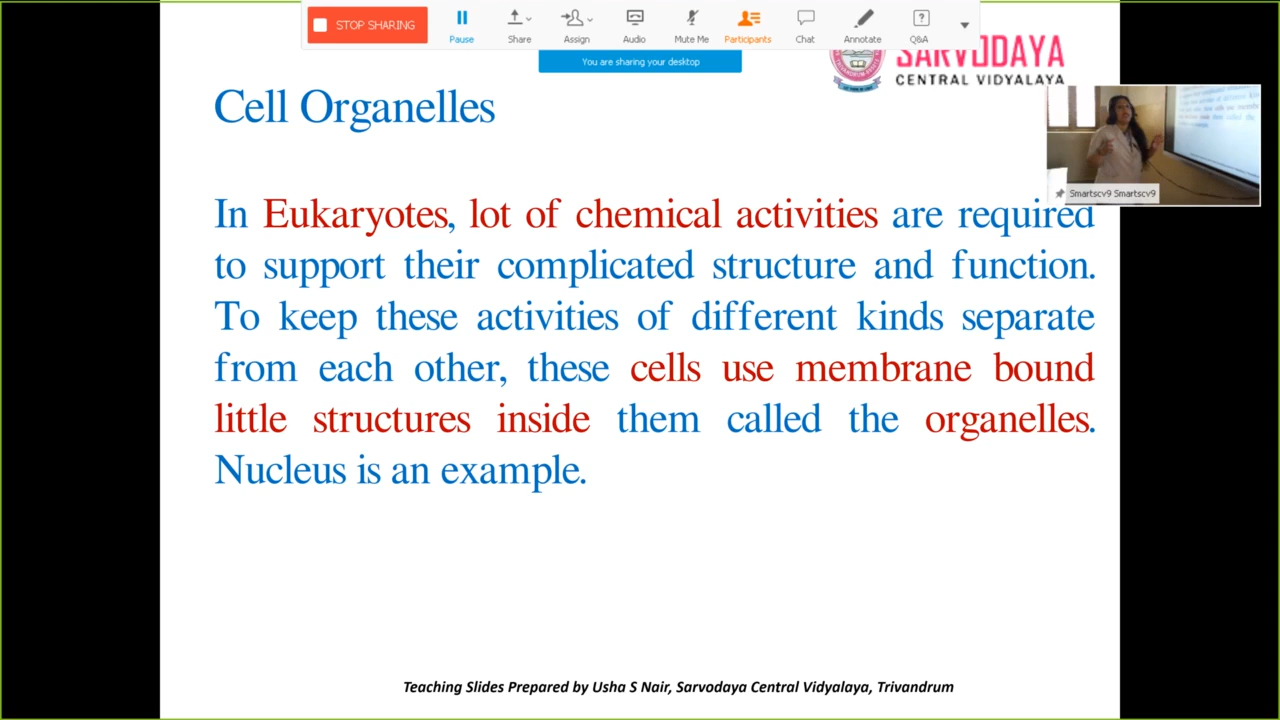 STOP SHARING
Pause
Share
Assign
Audio
Mute Me
Participants
Chat
Annotate
Q&A
You are sharing your desktop
SARVODAYA
CENTRAL VIDYALAYA
Cell Organelles
Smartscv9 Smartscv9
In Eukaryotes, lot of chemical activities are required
to support their complicated structure and function.
To keep these activities of different kinds separate
from each other, these cells use membrane bound
little structures inside them called the organelles.
Nucleus is an example.
Teaching Slides Prepared by Usha S Nair, Sarvodaya Central Vidyalaya, Trivandrum